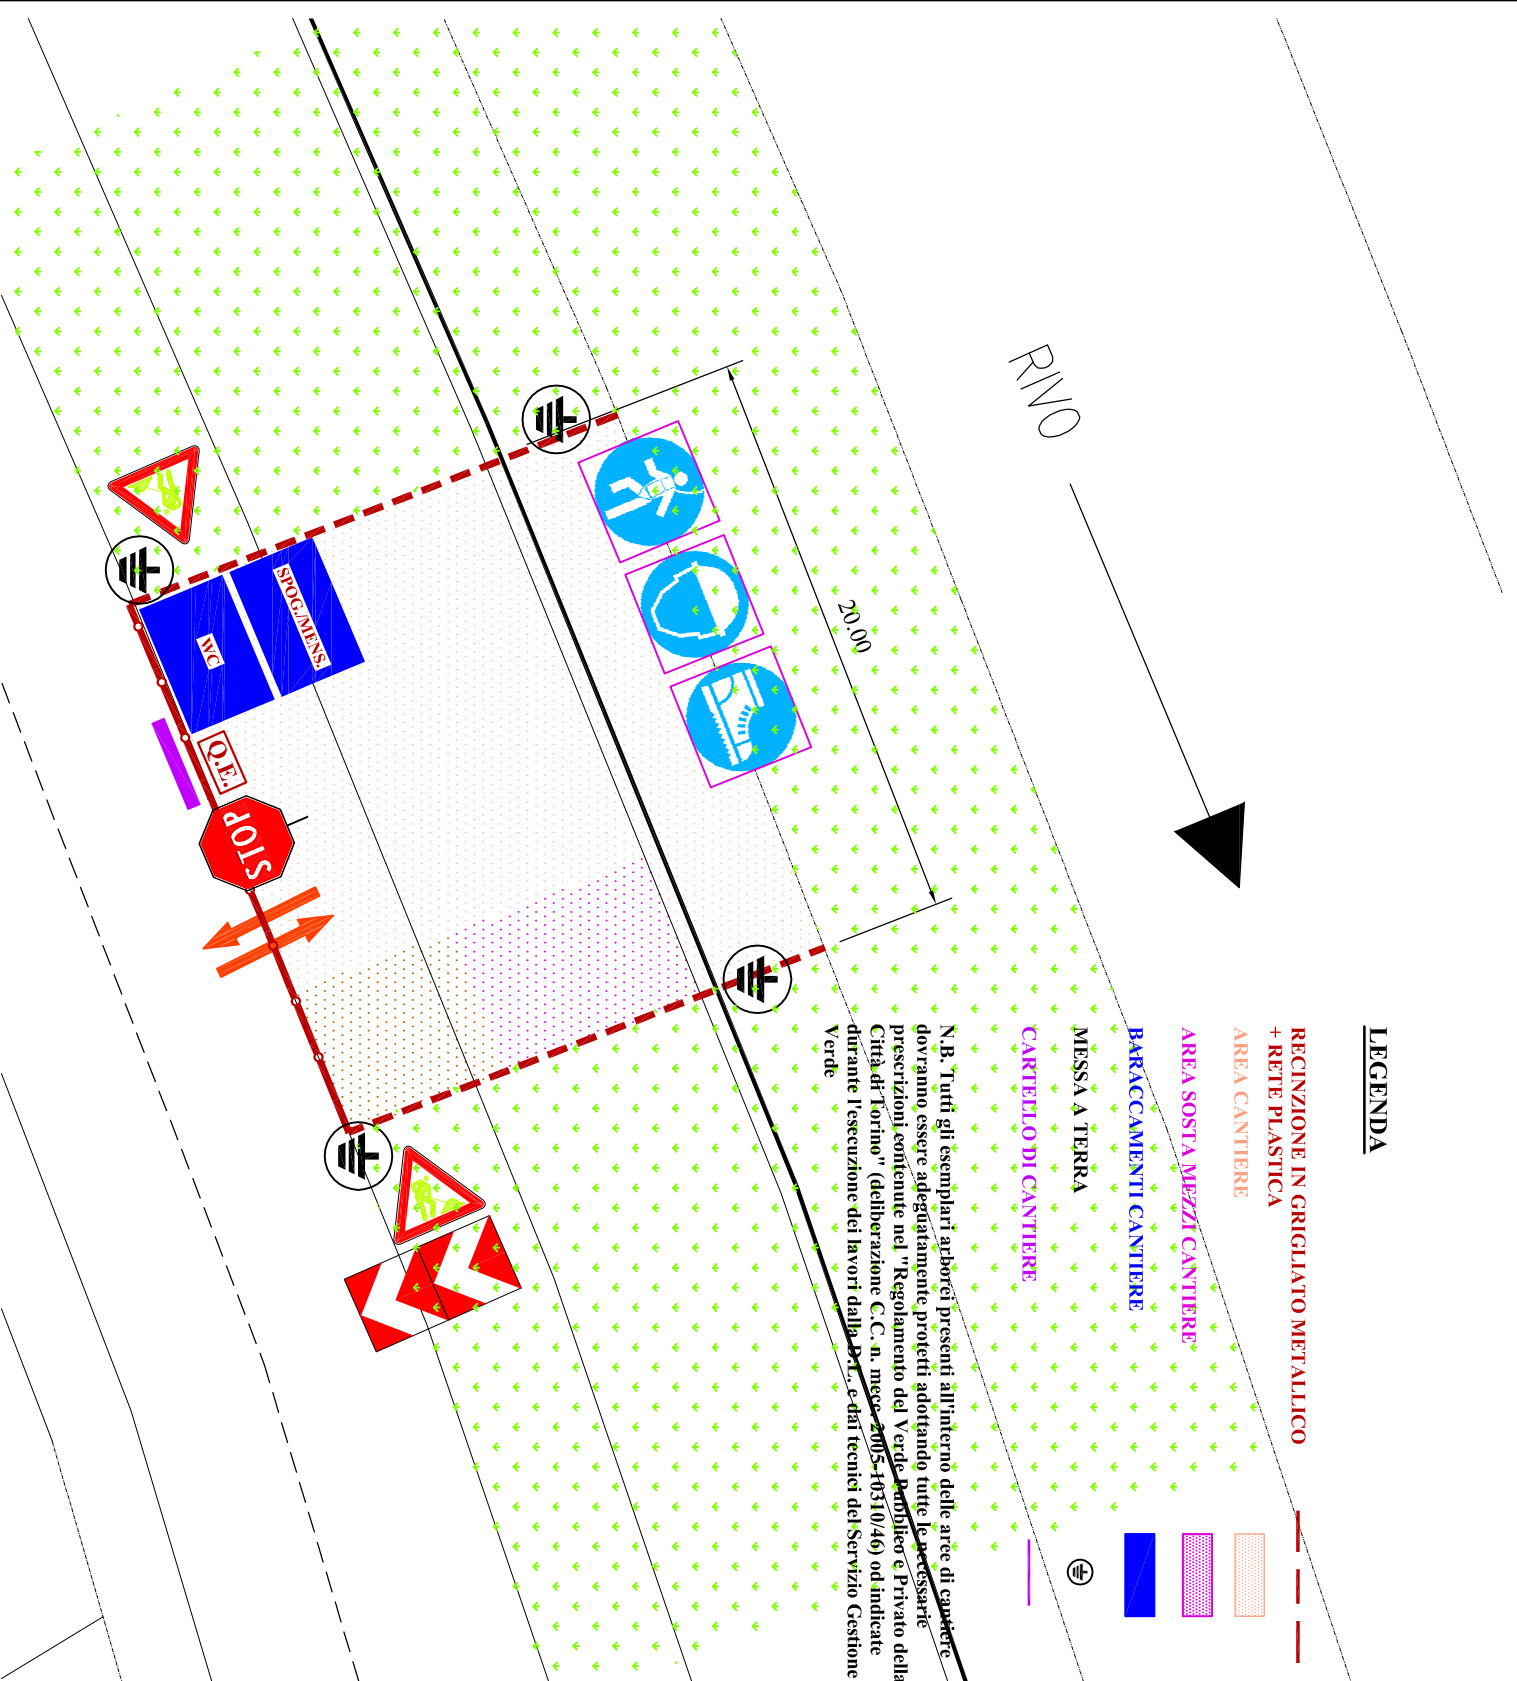 RIVO
20.00
SPOG./MENS.
WC
Q.E.
STOP
LEGENDA
RECINZIONE IN GRIGLIATO METALLICO
+ RETE PLASTICA
AREA CANTIERE
AREA SOSTA MEZZI CANTIERE
BARACCAMENTI CANTIERE
MESSA A TERRA
CARTELLO DI CANTIERE
N.B. Tutti gli esemplari arborei presenti all'interno delle aree di cantiere
dovranno essere adeguatamente protetti adottando tutte le necessarie
prescrizioni contenute nel "Regolamento del Verde Pubblico e Privato della
Città di Torino" (deliberazione C.C. n. mecc. 2005-10310/46) od indicate
durante l'esecuzione dei lavori dalla D.L. e dai tecnici del Servizio Gestione
Verde